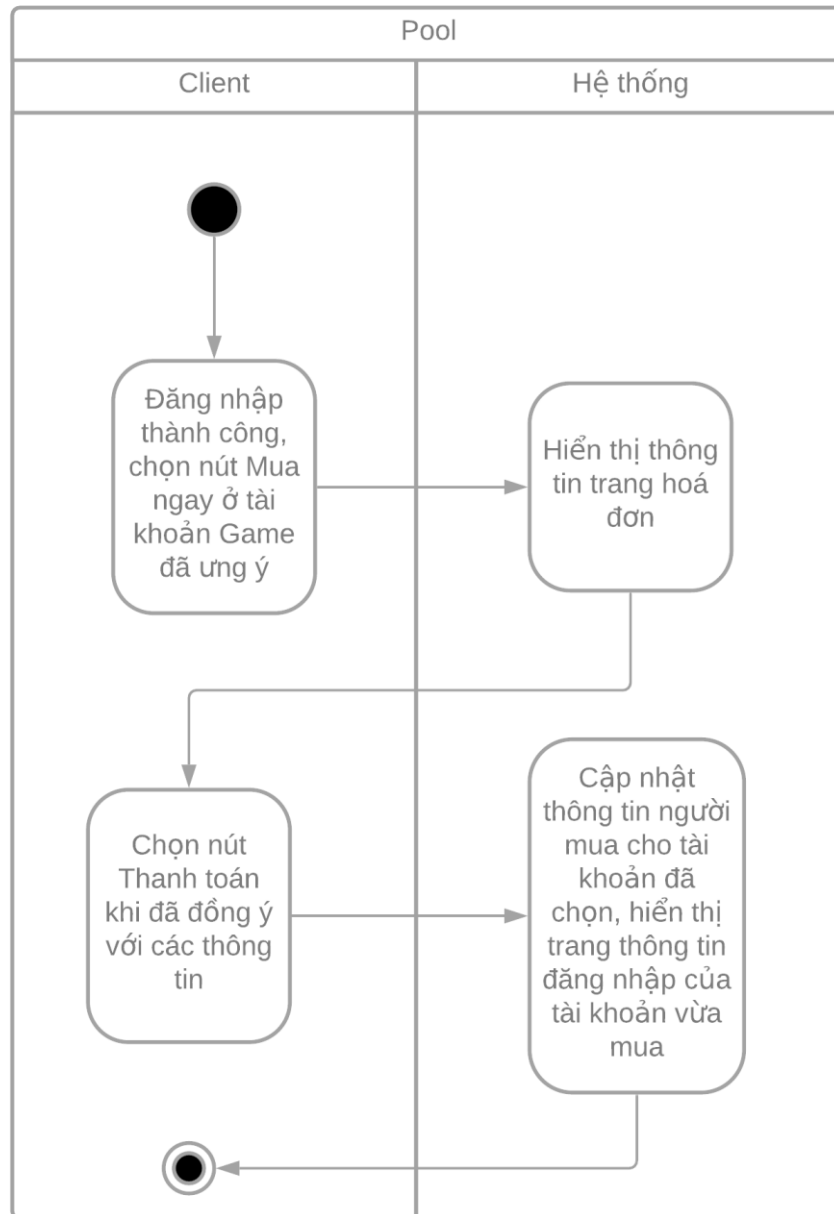 Pool
Client
Hệ thống
Đăng nhập
thành công,
chọn nút Mua
ngay ở tài
khoản Game
đã ưng ý
Hiển thị thông
tin trang hoá
đơn
Chọn nút
Thanh toán
khi đã đồng ý
với các thông
tin
Cập nhật
thông tin người
mua cho tài
khoản đã
chọn, hiển thị
trang thông tin
đăng nhập của
tài khoản vừa
mua